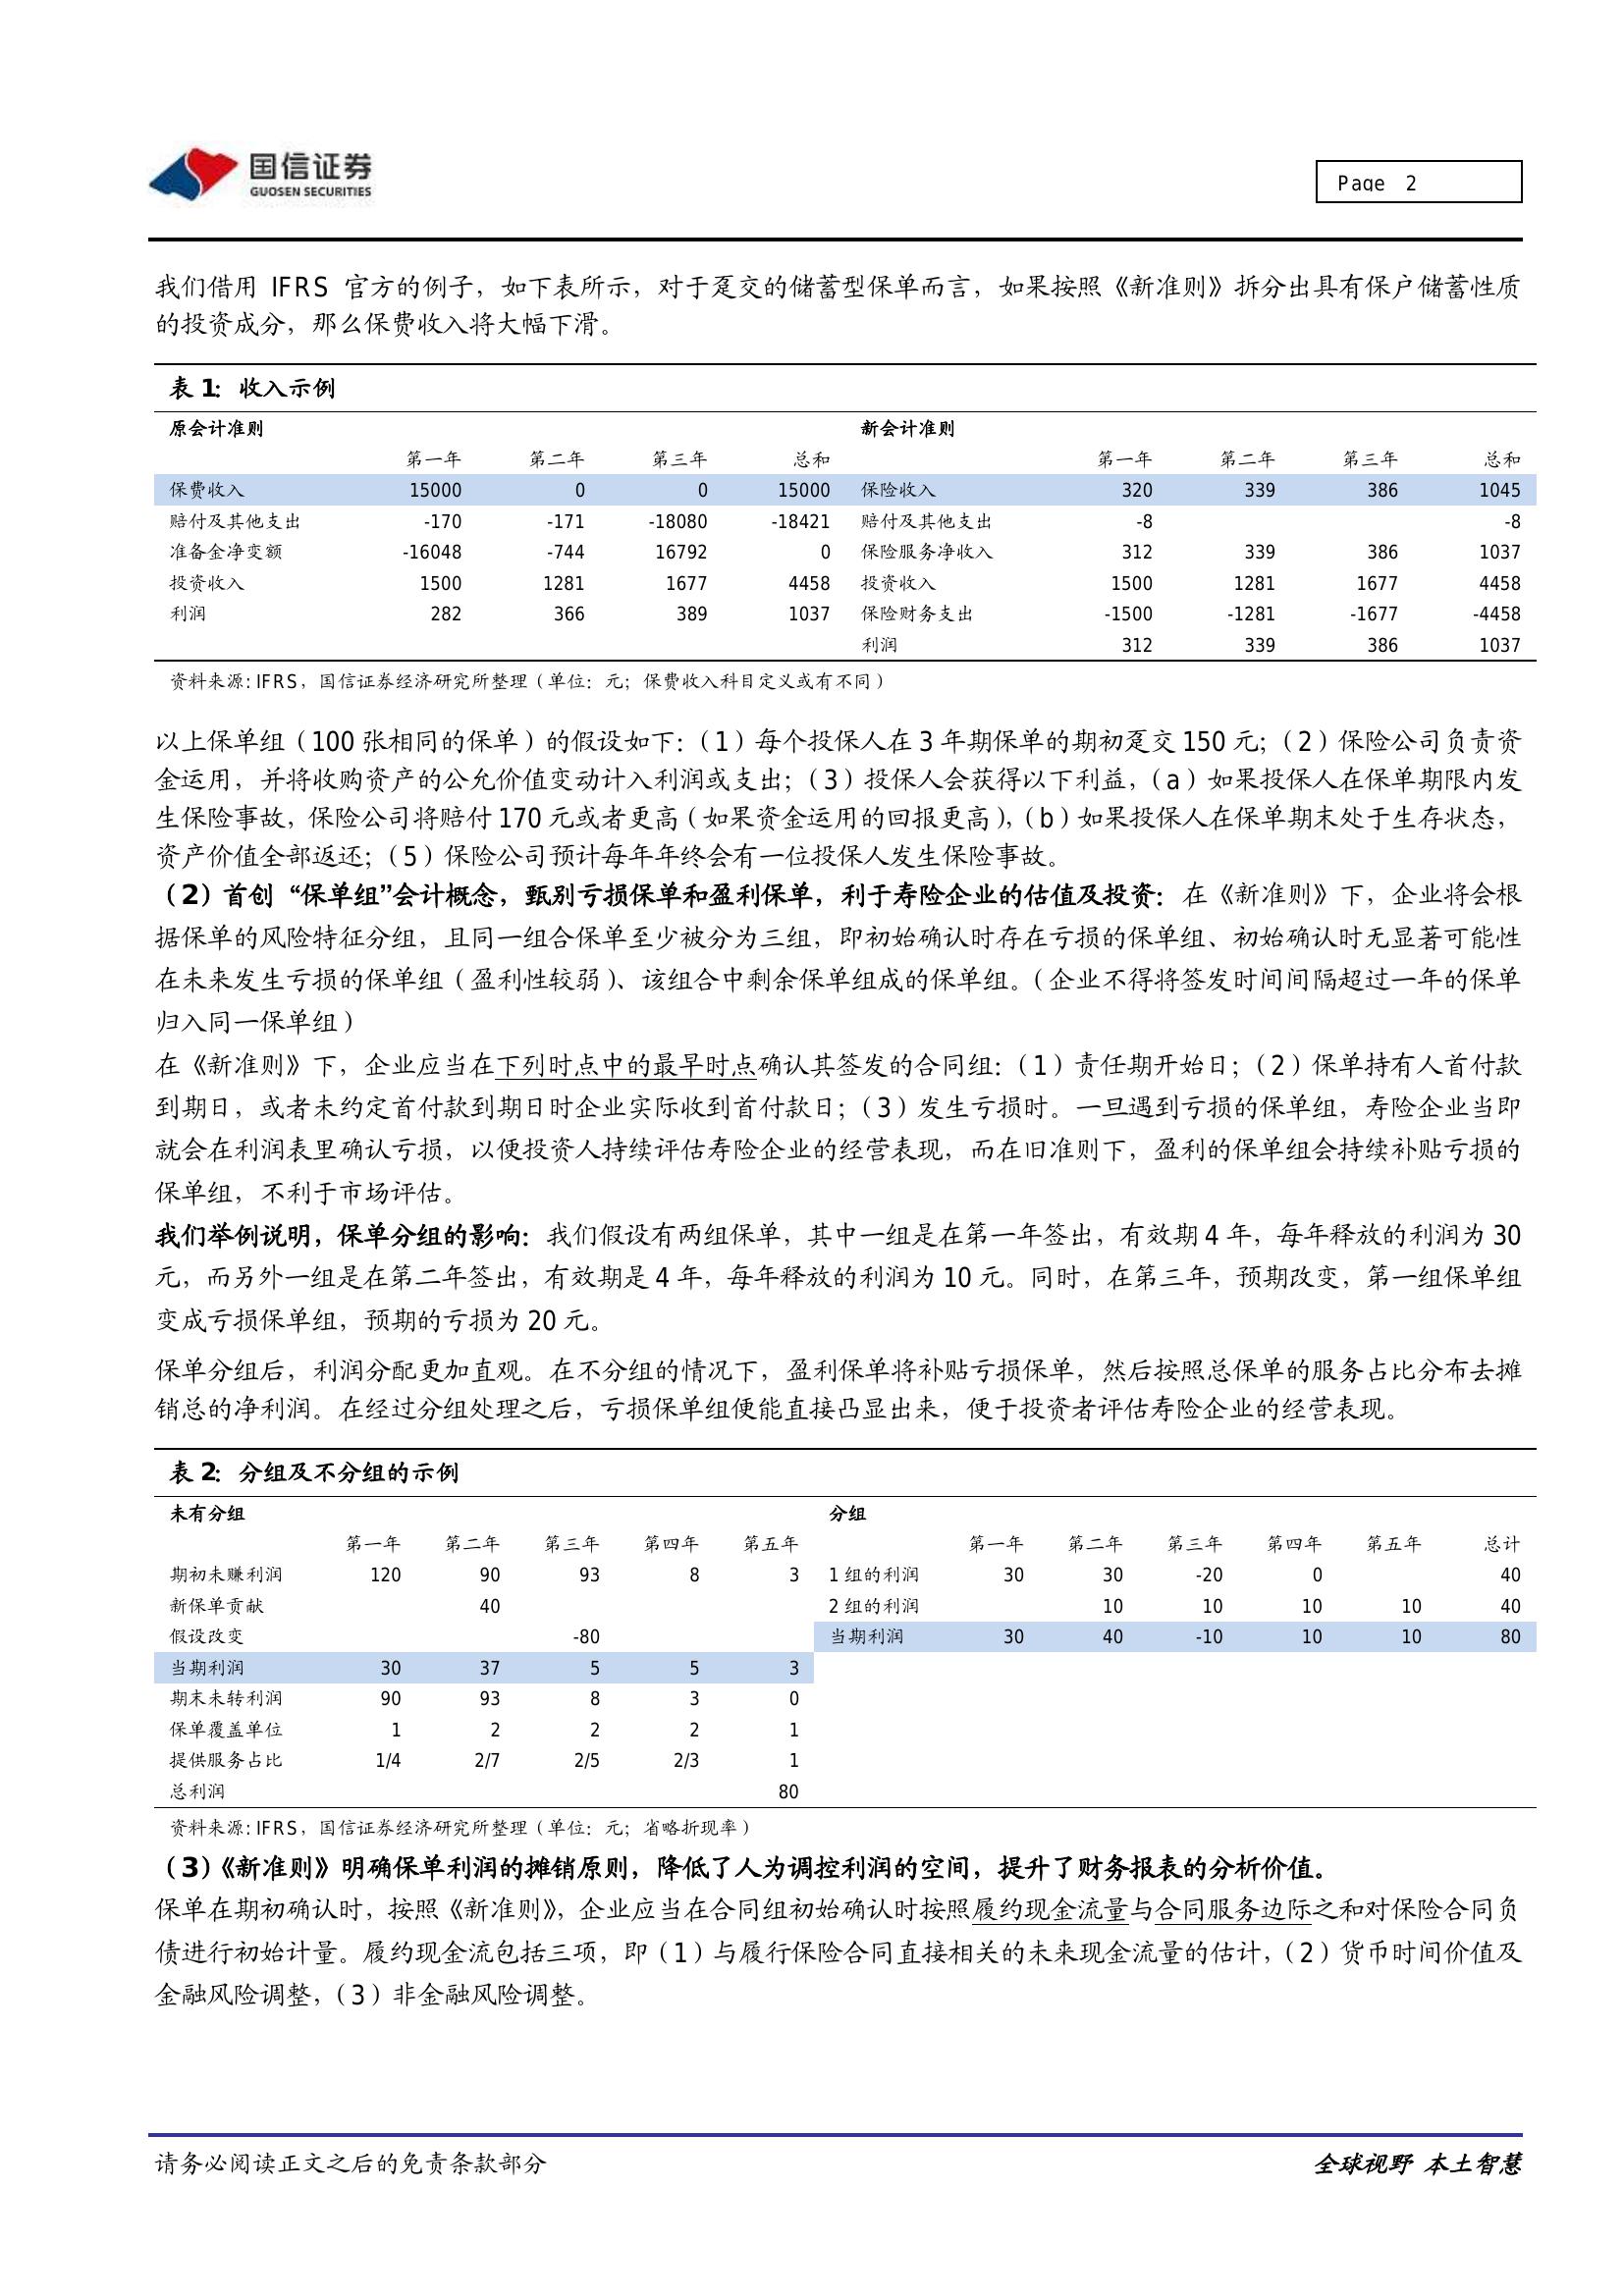 国信证券
GUOSEN SECURITIES
Page 2
我们借用 IFRS 官方的例子，如下表所示，对于趸交的储蓄型保单而言，如果按照《新准则》拆分出具有保户储蓄性质
的投资成分，那么保费收入将大幅下滑。
表 1: 收入示例
原会计准则 新会计准则
第一年 第二年 第三年 总和 第一年 第二年 第三年 总和
保费收入 15000 0 0 15000 保险收入 320 339 386 1045
赔付及其他支出 -170 -171 -18080 -18421 赔付及其他支出 -8 -8
准备金净变额 -16048 -744 16792 0 保险服务净收入 312 339 386 1037
投资收入 1500 1281 1677 4458 投资收入 1500 1281 1677 4458
利润 282 366 389 1037 保险财务支出 -1500 -1281 -1677 -4458
利润 312 339 386 1037
资料来源: IFRS，国信证券经济研究所整理（单位：元；保费收入科目定义或有不同）
以上保单组（100 张相同的保单）的假设如下：（1）每个投保人在 3 年期保单的期初趸交 150 元；（2）保险公司负责资
金运用，并将收购资产的公允价值变动计入利润或支出；（3）投保人会获得以下利益，（a）如果投保人在保单期限内发
生保险事故，保险公司将赔付 170 元或者更高（如果资金运用的回报更高），（b）如果投保人在保单期末处于生存状态，
资产价值全部返还；（5）保险公司预计每年年终会有一位投保人发生保险事故。
（2）首创“保单组”会计概念，甄别亏损保单和盈利保单，利于寿险企业的估值及投资：在《新准则》下，企业将会根
据保单的风险特征分组，且同一组合保单至少被分为三组，即初始确认时存在亏损的保单组、初始确认时无显著可能性
在未来发生亏损的保单组（盈利性较弱）、该组合中剩余保单组成的保单组。（企业不得将签发时间间隔超过一年的保单
归入同一保单组）
在《新准则》下，企业应当在下列时点中的最早时点确认其签发的合同组：（1）责任期开始日；（2）保单持有人首付款
到期日，或者未约定首付款到期日时企业实际收到首付款日；（3）发生亏损时。一旦遇到亏损的保单组，寿险企业当即
就会在利润表里确认亏损，以便投资人持续评估寿险企业的经营表现，而在旧准则下，盈利的保单组会持续补贴亏损的
保单组，不利于市场评估。
我们举例说明，保单分组的影响：我们假设有两组保单，其中一组是在第一年签出，有效期 4 年，每年释放的利润为 30
元，而另外一组是在第二年签出，有效期是 4 年，每年释放的利润为 10 元。同时，在第三年，预期改变，第一组保单组
变成亏损保单组，预期的亏损为 20 元。
保单分组后，利润分配更加直观。在不分组的情况下，盈利保单将补贴亏损保单，然后按照总保单的服务占比分布去摊
销总的净利润。在经过分组处理之后，亏损保单组便能直接凸显出来，便于投资者评估寿险企业的经营表现。
表 2: 分组及不分组的示例
未有分组 分组
第一年 第二年 第三年 第四年 第五年 第一年 第二年 第三年 第四年 第五年 总计
期初未赚利润 120 90 93 8 3 1 组的利润 30 30 -20 0 40
新保单贡献 40 2 组的利润 10 10 10 10 40
假设改变 -80 当期利润 30 40 -10 10 10 80
当期利润 30 37 5 5 3
期末未转利润 90 93 8 3 0
保单覆盖单位 1 2 2 2 1
提供服务占比 1/4 2/7 2/5 2/3 1
总利润 80
资料来源: IFRS，国信证券经济研究所整理（单位：元；省略折现率）
（3）《新准则》明确保单利润的摊销原则，降低了人为调控利润的空间，提升了财务报表的分析价值。
保单在期初确认时，按照《新准则》，企业应当在合同组初始确认时按照履约现金流量与合同服务边际之和对保险合同负
债进行初始计量。履约现金流包括三项，即（1）与履行保险合同直接相关的未来现金流量的估计，（2）货币时间价值及
金融风险调整，（3）非金融风险调整。
请务必阅读正文之后的免责条款部分 全球视野 本土智慧